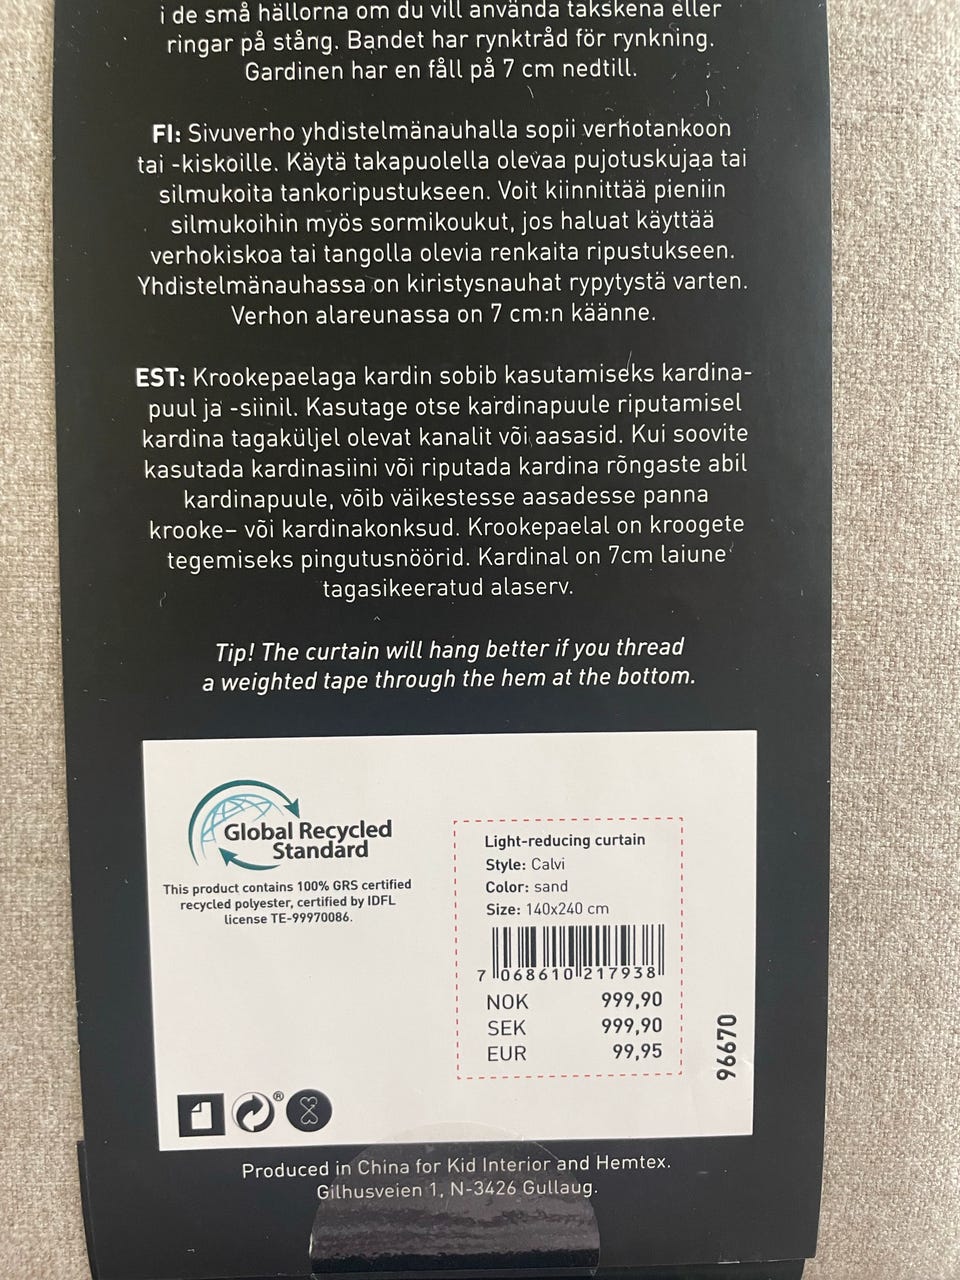 i de små hällorna om du vill använda takskena eller
ringar på stång. Bandet har rynktråd för rynkning.
Gardinen har en fåll på 7 cm nedtill.
FI: Sivuverho yhdistelmänauhalla sopii verhotankoon
tai -kiskoille. Käytä takapuolella olevaa pujotuskujaa tai
silmukoita tankoripustukseen. Voit kiinnittää pieniin
silmukoihin myös sormikoukut, jos haluat käyttää
verhokiskoa tai tangolla olevia renkaita ripustukseen.
Yhdistelmänauhassa on kiristysnauhat rypytystä varten.
Verhon alareunassa on 7 cm:n käänne.
EST: Krookepaelaga kardin sobib kasutamiseks kardina-
puul ja -siinil. Kasutage otse kardinapuule riputamisel
kardina tagaküljel olevat kanalit või aasasid. Kui soovite
kasutada kardinasiini või riputada kardina rõngaste abil
kardinapuule, võib väikestesse aasadesse panna
krooke– või kardinakonksud. Krookepaelal on kroogete
tegemiseks pingutusnöörid. Kardinal on 7cm laiune
tagasikeeratud alaserv.
Tip! The curtain will hang better if you thread
a weighted tape through the hem at the bottom.
Global Recycled
Standard
This product contains 100% GRS certified
recycled polyester, certified by IDFL
license TE-99970086.
Light-reducing curtain
Style: Calvi
Color: sand
Size: 140x240 cm
7 068610 217938
NOK 999,90
SEK 999,90
EUR 99,95
96670
®
Produced in China for Kid Interior and Hemtex.
Gilhusveien 1, N-3426 Gullaug.